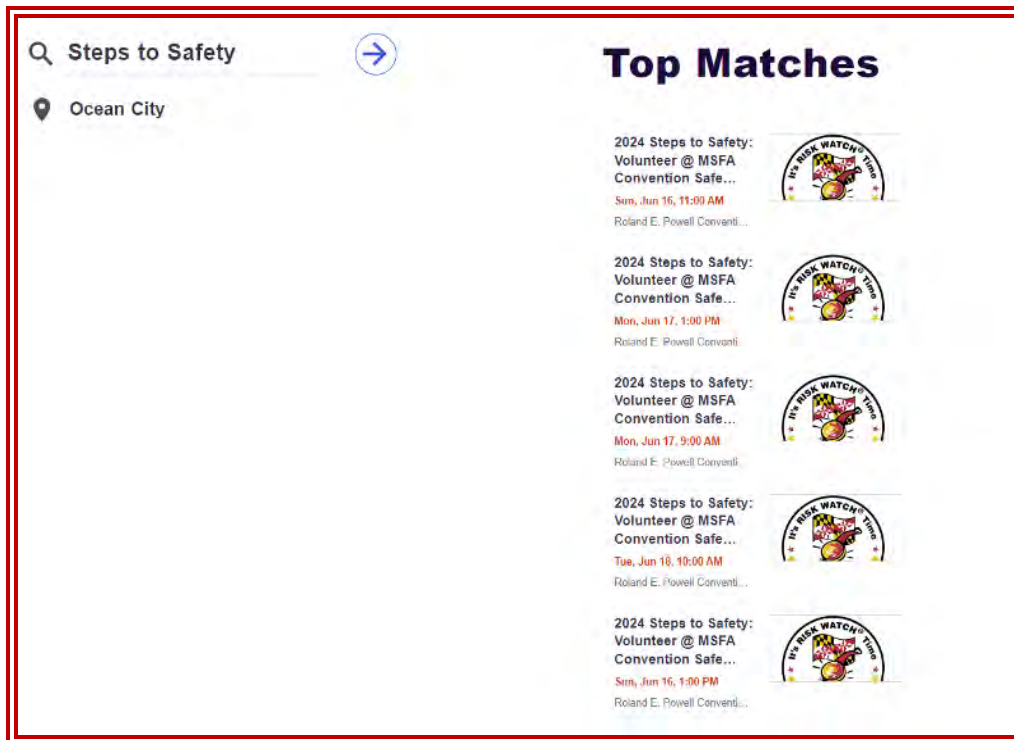 Steps to Safety
Ocean City
Top Matches
2024 Steps to Safety:
Volunteer @ MSFA
Convention Safe...
Sun, Jun 16, 11:00 AM
Roland E. Powell Conventi...
It's RISK WATCH® Time
2024 Steps to Safety:
Volunteer @ MSFA
Convention Safe...
Mon, Jun 17, 1:00 PM
Roland E. Powell Conventi...
It's RISK WATCH® Time
2024 Steps to Safety:
Volunteer @ MSFA
Convention Safe...
Mon, Jun 17, 9:00 AM
Roland E. Powell Conventi...
It's RISK WATCH® Time
2024 Steps to Safety:
Volunteer @ MSFA
Convention Safe...
Tue, Jun 18, 10:00 AM
Roland E. Powell Conventi...
It's RISK WATCH® Time
2024 Steps to Safety:
Volunteer @ MSFA
Convention Safe...
Sun, Jun 16, 1:00 PM
Roland E. Powell Conventi...
It's RISK WATCH® Time